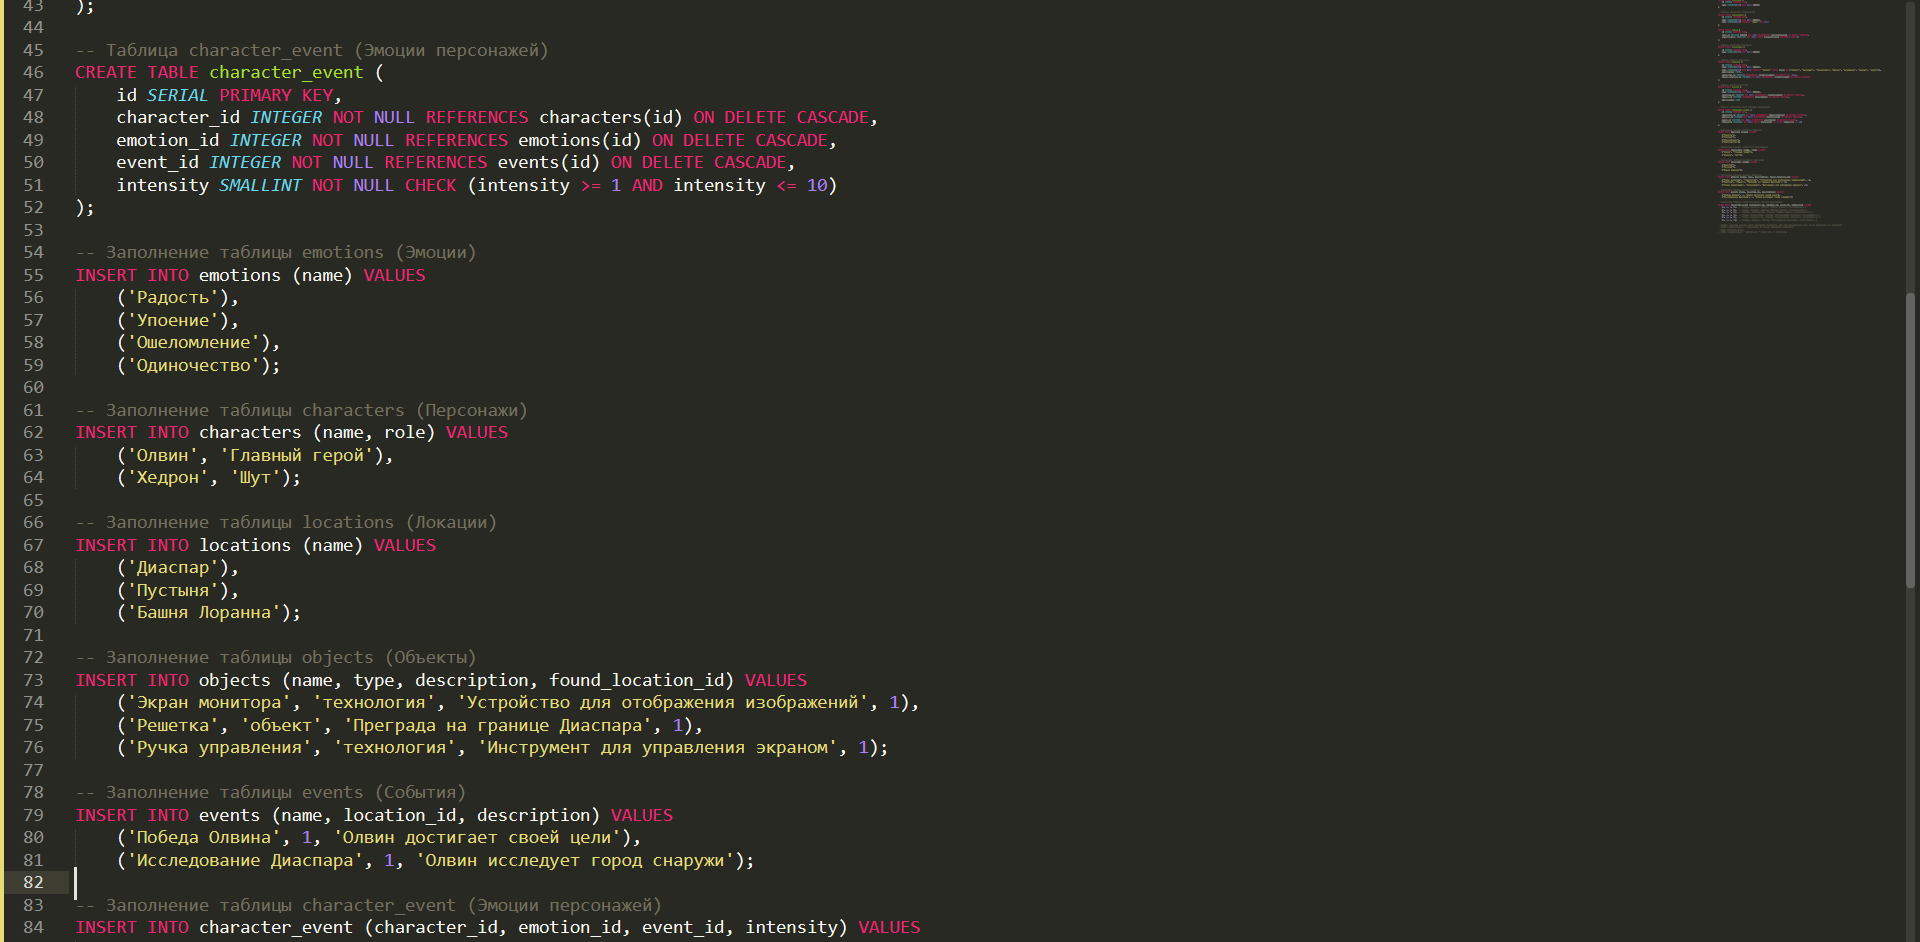 43 );
44
45 -- Таблица character_event (Эмоции персонажей)
46 CREATE TABLE character_event (
47 id SERIAL PRIMARY KEY,
48 character_id INTEGER NOT NULL REFERENCES characters(id) ON DELETE CASCADE,
49 emotion_id INTEGER NOT NULL REFERENCES emotions(id) ON DELETE CASCADE,
50 event_id INTEGER NOT NULL REFERENCES events(id) ON DELETE CASCADE,
51 intensity SMALLINT NOT NULL CHECK (intensity >= 1 AND intensity <= 10)
52 );
53
54 -- Заполнение таблицы emotions (Эмоции)
55 INSERT INTO emotions (name) VALUES
56 ('Радость'),
57 ('Упоение'),
58 ('Ошеломление'),
59 ('Одиночество');
60
61 -- Заполнение таблицы characters (Персонажи)
62 INSERT INTO characters (name, role) VALUES
63 ('Олвин', 'Главный герой'),
64 ('Хедрон', 'Шут');
65
66 -- Заполнение таблицы locations (Локации)
67 INSERT INTO locations (name) VALUES
68 ('Диаспар'),
69 ('Пустыня'),
70 ('Башня Лоранна');
71
72 -- Заполнение таблицы objects (Объекты)
73 INSERT INTO objects (name, type, description, found_location_id) VALUES
74 ('Экран монитора', 'технология', 'Устройство для отображения изображений', 1),
75 ('Решетка', 'объект', 'Преграда на границе Диаспара', 1),
76 ('Ручка управления', 'технология', 'Инструмент для управления экраном', 1);
77
78 -- Заполнение таблицы events (События)
79 INSERT INTO events (name, location_id, description) VALUES
80 ('Победа Олвина', 1, 'Олвин достигает своей цели'),
81 ('Исследование Диаспара', 1, 'Олвин исследует город снаружи');
82
83 -- Заполнение таблицы character_event (Эмоции персонажей)
84 INSERT INTO character_event (character_id, emotion_id, event_id, intensity) VALUES